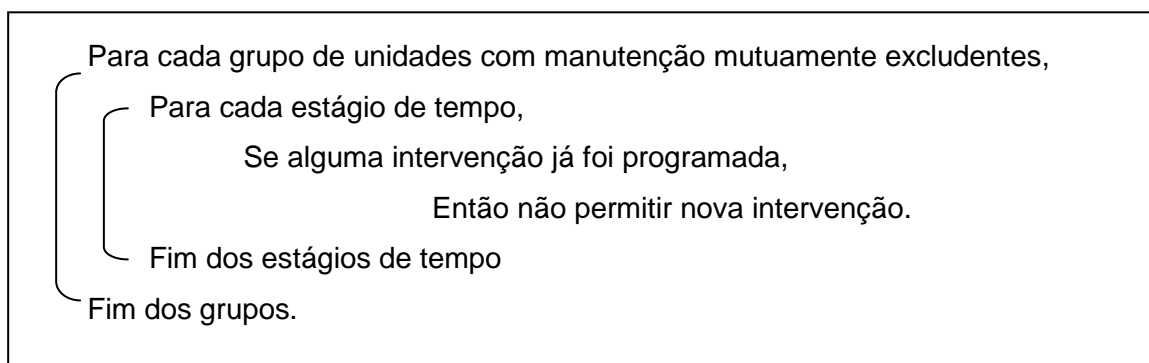 Para cada grupo de unidades com manutenção mutuamente excludentes,
Para cada estágio de tempo,
Se alguma intervenção já foi programada,
Então não permitir nova intervenção.
Fim dos estágios de tempo
Fim dos grupos.